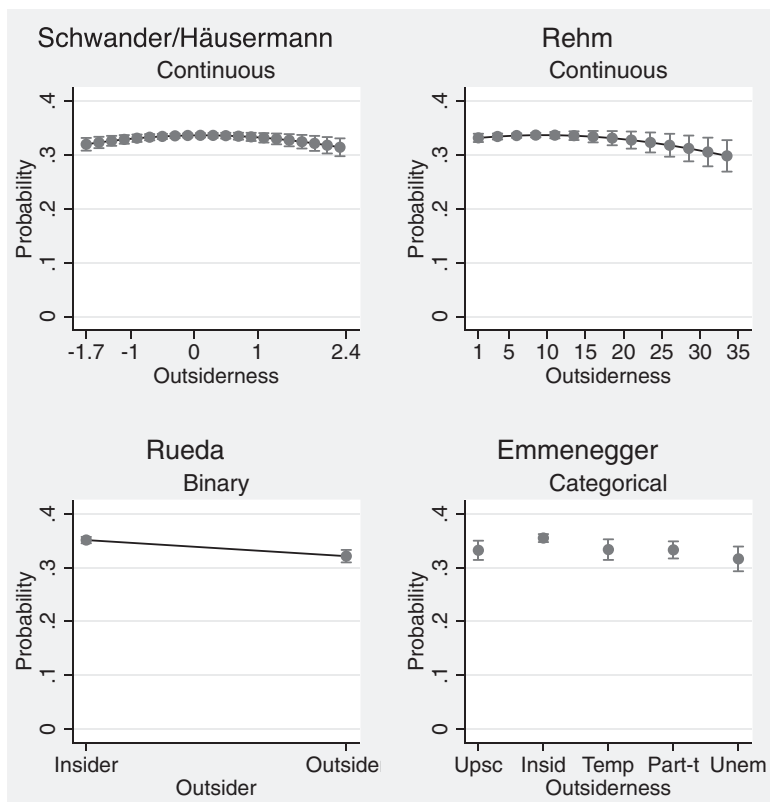 Schwander/Häusermann
Continuous
Probability
.4
.3
.2
.1
0
-1.7 -1 0 1 2.4
Outsiderness
Rehm
Continuous
Probability
.4
.3
.2
.1
0
1 5 10 15 20 25 30 35
Outsiderness
Rueda
Binary
Probability
.4
.3
.2
.1
0
Insider Outside
Outsider
Emmenegger
Categorical
Probability
.4
.3
.2
.1
0
Upsc Insid Temp Part-t Unem
Outsiderness